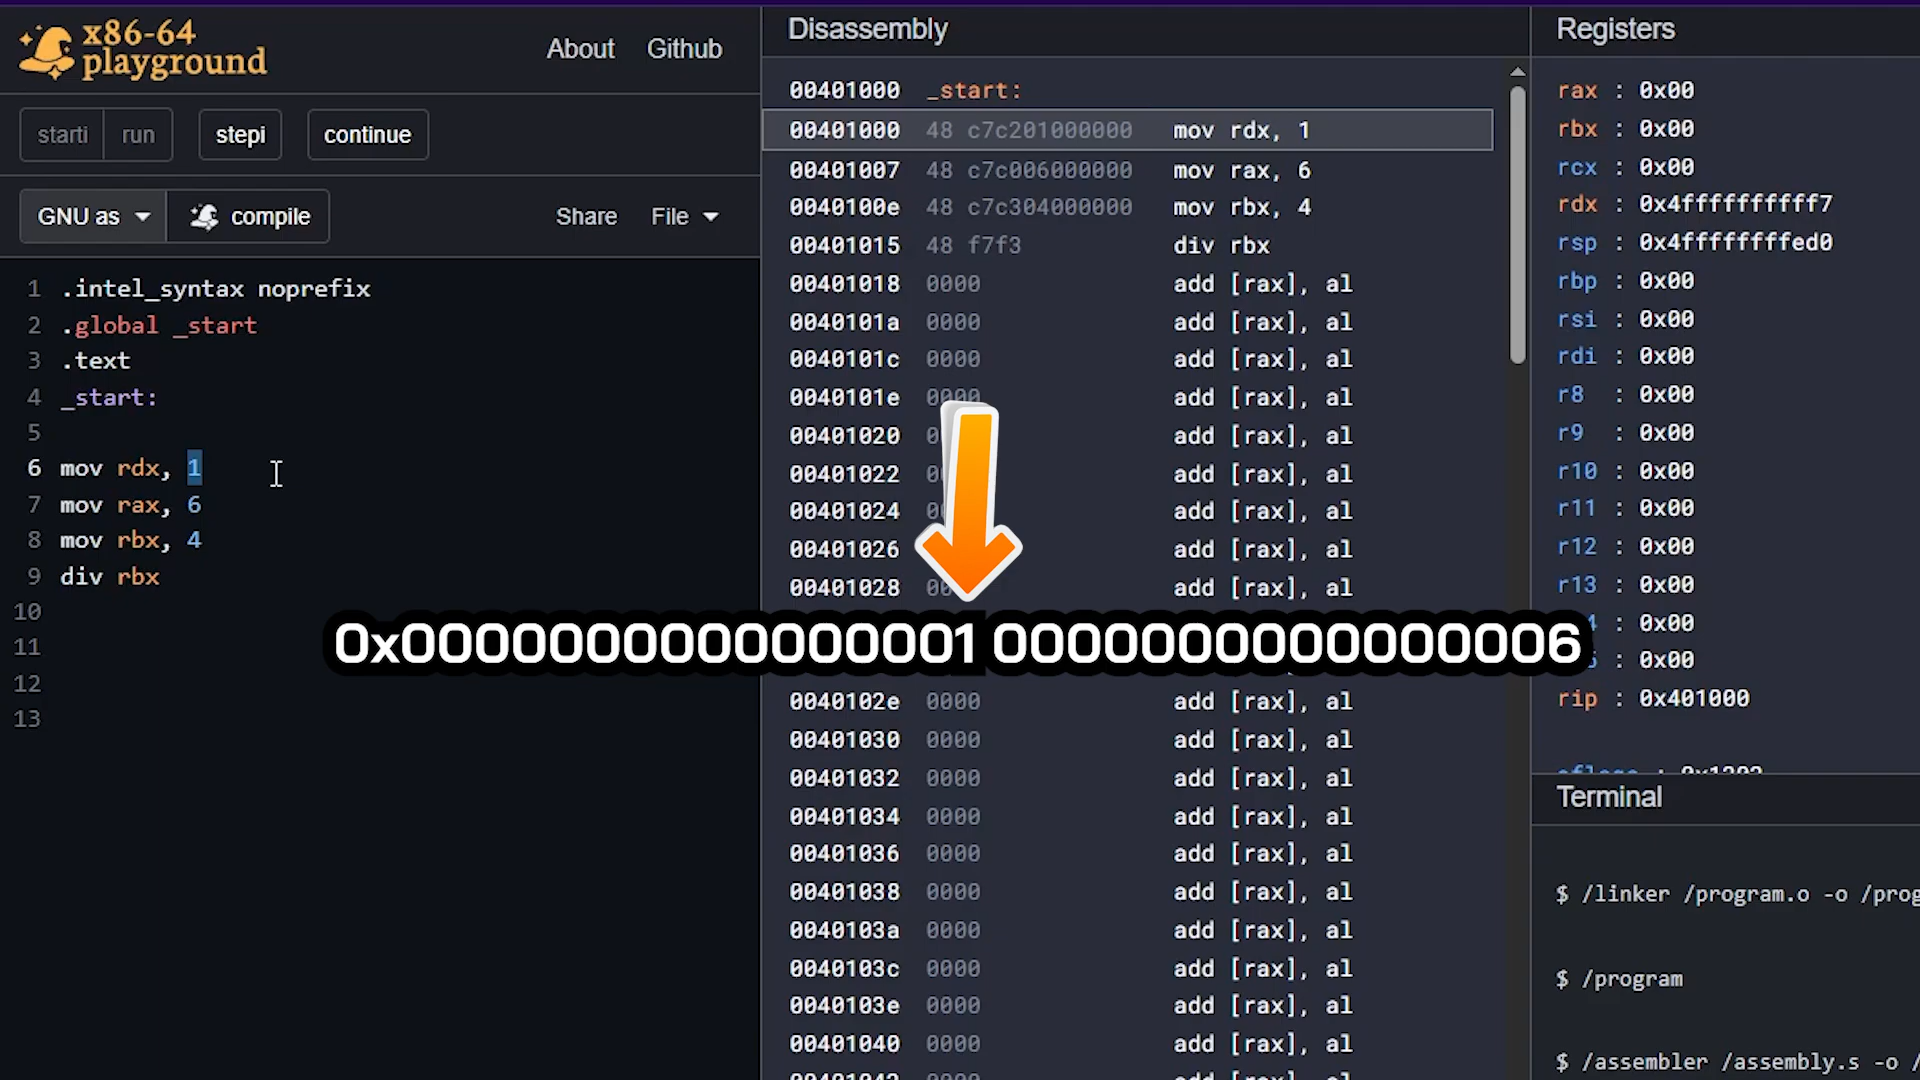 x86-64
playground
About Github
starti run stepi continue
GNU as compile Share File
1 .intel_syntax noprefix
2 .global _start
3 .text
4 _start:
5
6 mov rdx, 1
7 mov rax, 6
8 mov rbx, 4
9 div rbx
10
11
12
13
Disassembly
00401000 _start:
00401000 48 c7c201000000 mov rdx, 1
00401007 48 c7c006000000 mov rax, 6
0040100e 48 c7c304000000 mov rbx, 4
00401015 48 f7f3 div rbx
00401018 0000 add [rax], al
0040101a 0000 add [rax], al
0040101c 0000 add [rax], al
0040101e 0000 add [rax], al
00401020 add [rax], al
00401022 add [rax], al
00401024 add [rax], al
00401026 add [rax], al
00401028 add [rax], al
0x0000000000000001 0000000000000006
0040102e 0000 add [rax], al
00401030 0000 add [rax], al
00401032 0000 add [rax], al
00401034 0000 add [rax], al
00401036 0000 add [rax], al
00401038 0000 add [rax], al
0040103a 0000 add [rax], al
0040103c 0000 add [rax], al
0040103e 0000 add [rax], al
00401040 0000 add [rax], al
Registers
rax : 0x00
rbx : 0x00
rcx : 0x00
rdx : 0x4ffffffffff7
rsp : 0x4ffffffffed0
rbp : 0x00
rsi : 0x00
rdi : 0x00
r8 : 0x00
r9 : 0x00
r10 : 0x00
r11 : 0x00
r12 : 0x00
r13 : 0x00
: 0x00
: 0x00
rip : 0x401000
Terminal
$ /linker /program.o -o /prog
$ /program
$ /assembler /assembly.s -o /